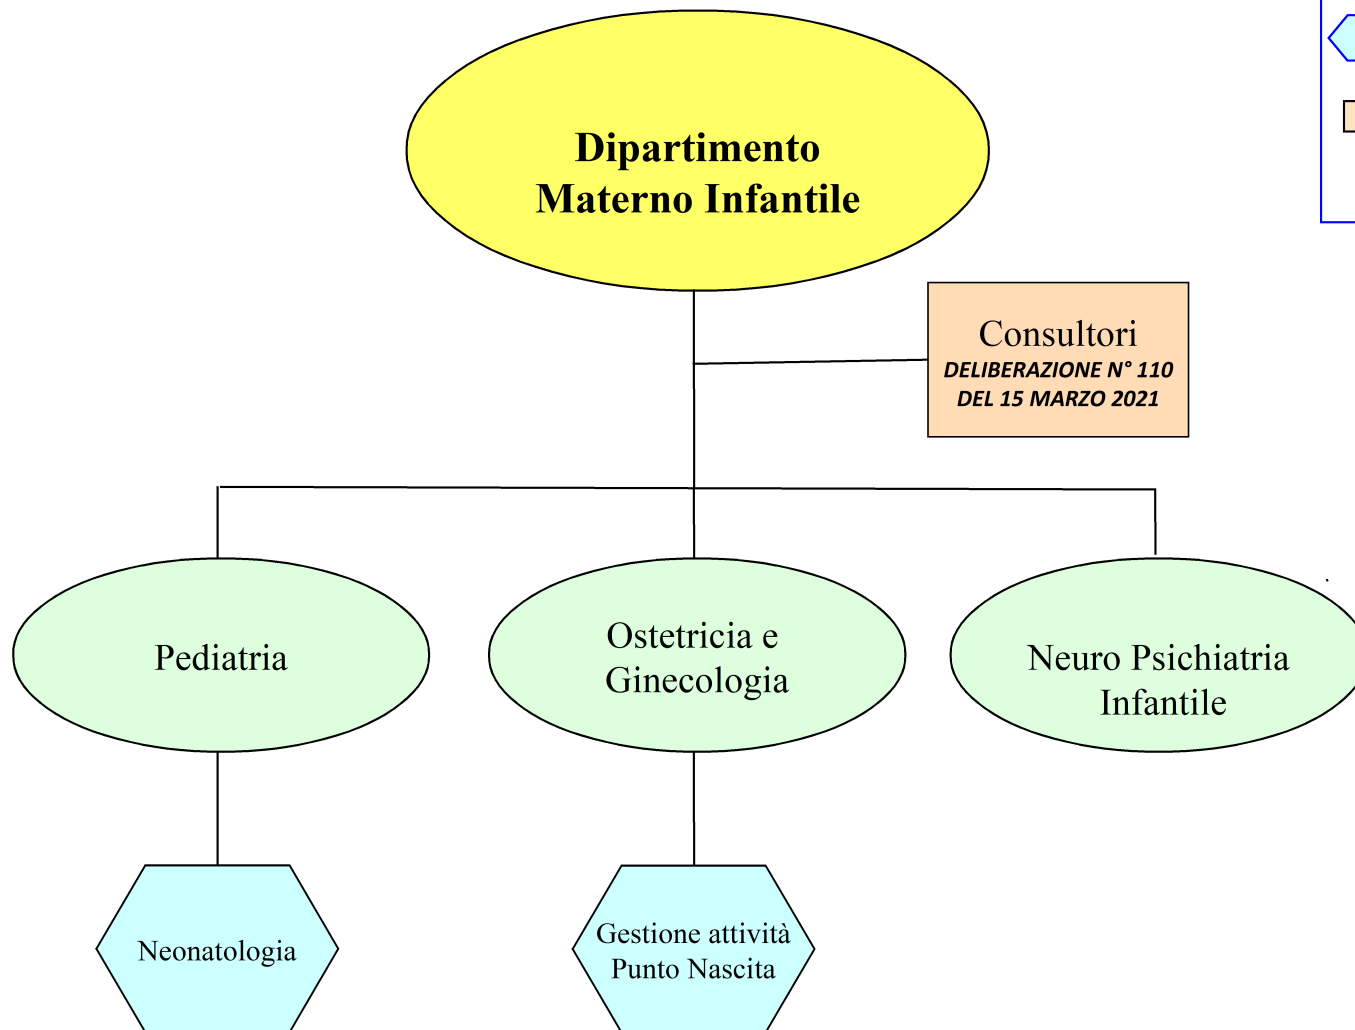 Dipartimento
Materno Infantile
Consultori
DELIBERAZIONE N° 110
DEL 15 MARZO 2021
Pediatria
Ostetricia e
Ginecologia
Neuro Psichiatria
Infantile
Neonatologia
Gestione attività
Punto Nascita